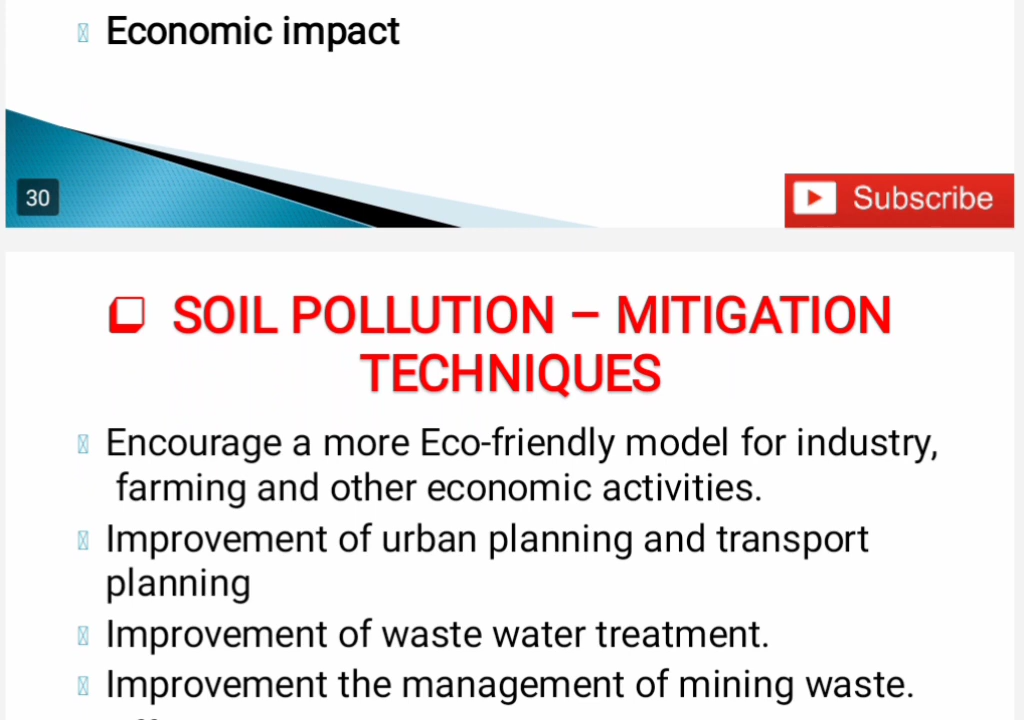 Economic impact
30
Subscribe
SOIL POLLUTION – MITIGATION
TECHNIQUES
Encourage a more Eco-friendly model for industry,
farming and other economic activities.
Improvement of urban planning and transport
planning
Improvement of waste water treatment.
Improvement the management of mining waste.